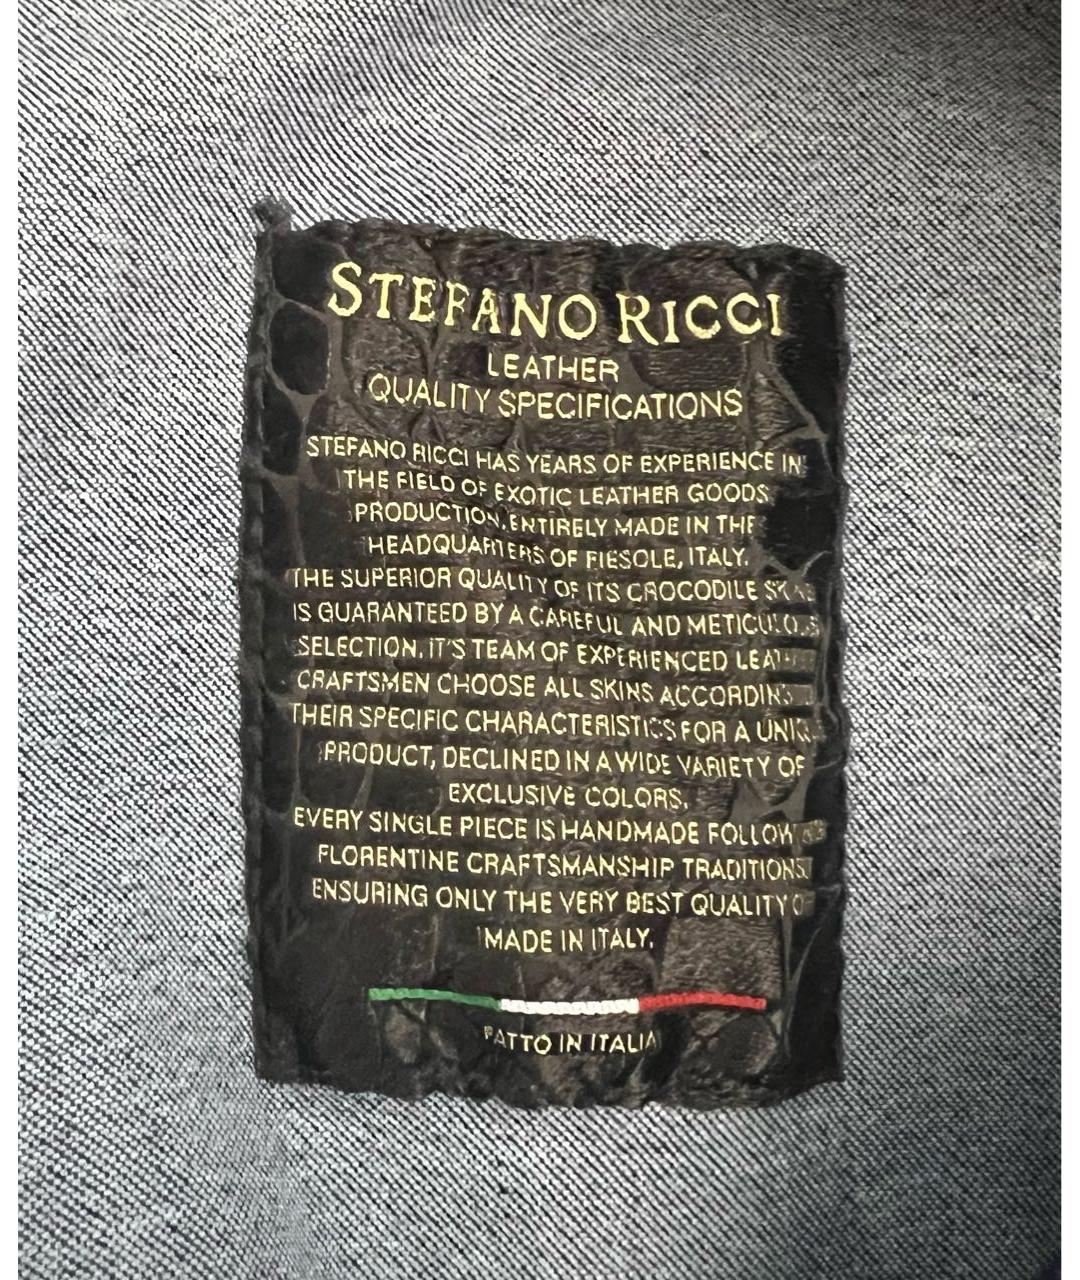 STEFANO RICCI
LEATHER
QUALITY SPECIFICATIONS
STEFANO RICCI HAS YEARS OF EXPERIENCE IN
THE FIELD OF EXOTIC LEATHER GOODS
PRODUCTION, ENTIRELY MADE IN THE
HEADQUARTERS OF FIESOLE, ITALY.
THE SUPERIOR QUALITY OF ITS CROCODILE
IS GUARANTEED BY A CAREFUL AND METICULOUS
SELECTION. IT'S TEAM OF EXPERIENCED
CRAFTSMEN CHOOSE ALL SKINS
THEIR SPECIFIC CHARACTERISTICS FOR A
PRODUCT, DECLINED IN A WIDE VARIETY OF
EXCLUSIVE COLORS.
EVERY SINGLE PIECE IS HANDMADE
FLORENTINE CRAFTSMANSHIP TRADITIONS,
ENSURING ONLY THE VERY BEST QUALITY
MADE IN ITALY.
FATTO IN ITALIA